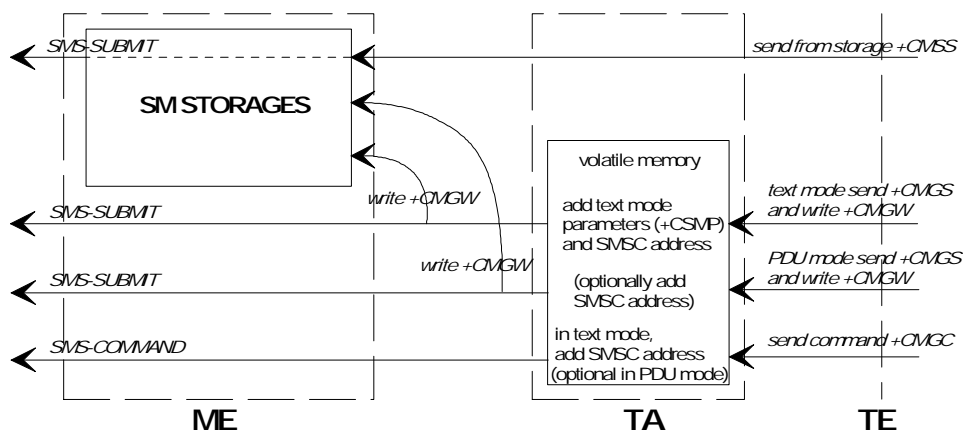 SMS-SUBMIT
send from storage +CMSS
SM STORAGES
volatile memory
write +CMGW
add text mode
parameters (+CSMP)
and SMSC address
text mode send +CMGS
and write +CMGW
SMS-SUBMIT
write +CMGW
(optionally add
SMSC address)
PDU mode send +CMGS
and write +CMGW
SMS-SUBMIT
in text mode,
add SMSC address
(optional in PDU mode)
send command +CMGC
SMS-COMMAND
ME
TA
TE